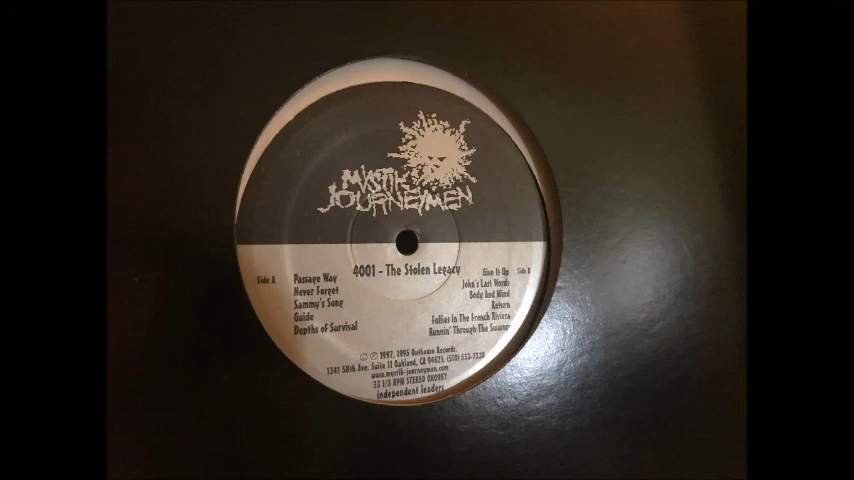 MYSTIK
JOURNEYMEN
4001 - The Stolen Legacy
Side A
Passage Way
Never Forget
Sammy's Song
Guide
Depths of Survival
Side B
Give It Up
John's Last Words
Body And Mind
Return
Follies In The French Riviera
Runnin' Through The Swamps
© ℗ 1997, 1995 Outhouse Records.
1341 58th Ave. Suite 11 Oakland, CA 94621. (510) 533-2320
www.mystik-journeymen.com
33 1/3 RPM STEREO OR0987
independent leaders